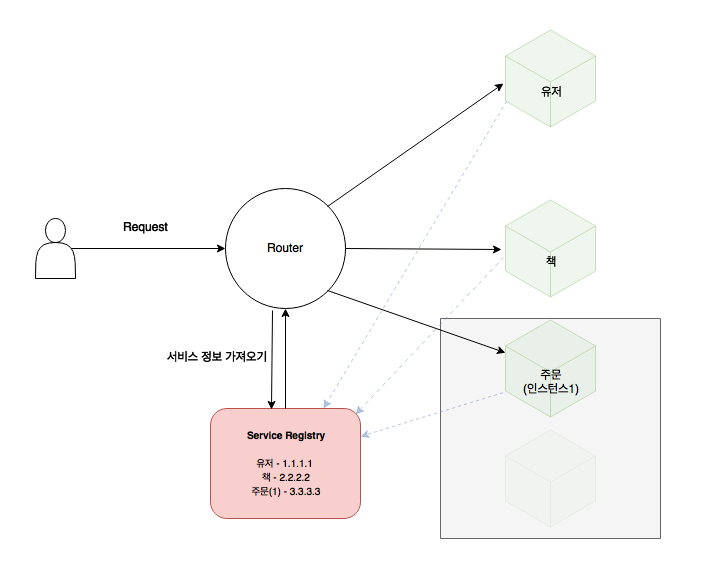 유저
Request
Router
책
서비스 정보 가져오기
주문
(인스턴스1)
Service Registry
유저 - 1.1.1.1
책 - 2.2.2.2
주문(1) - 3.3.3.3